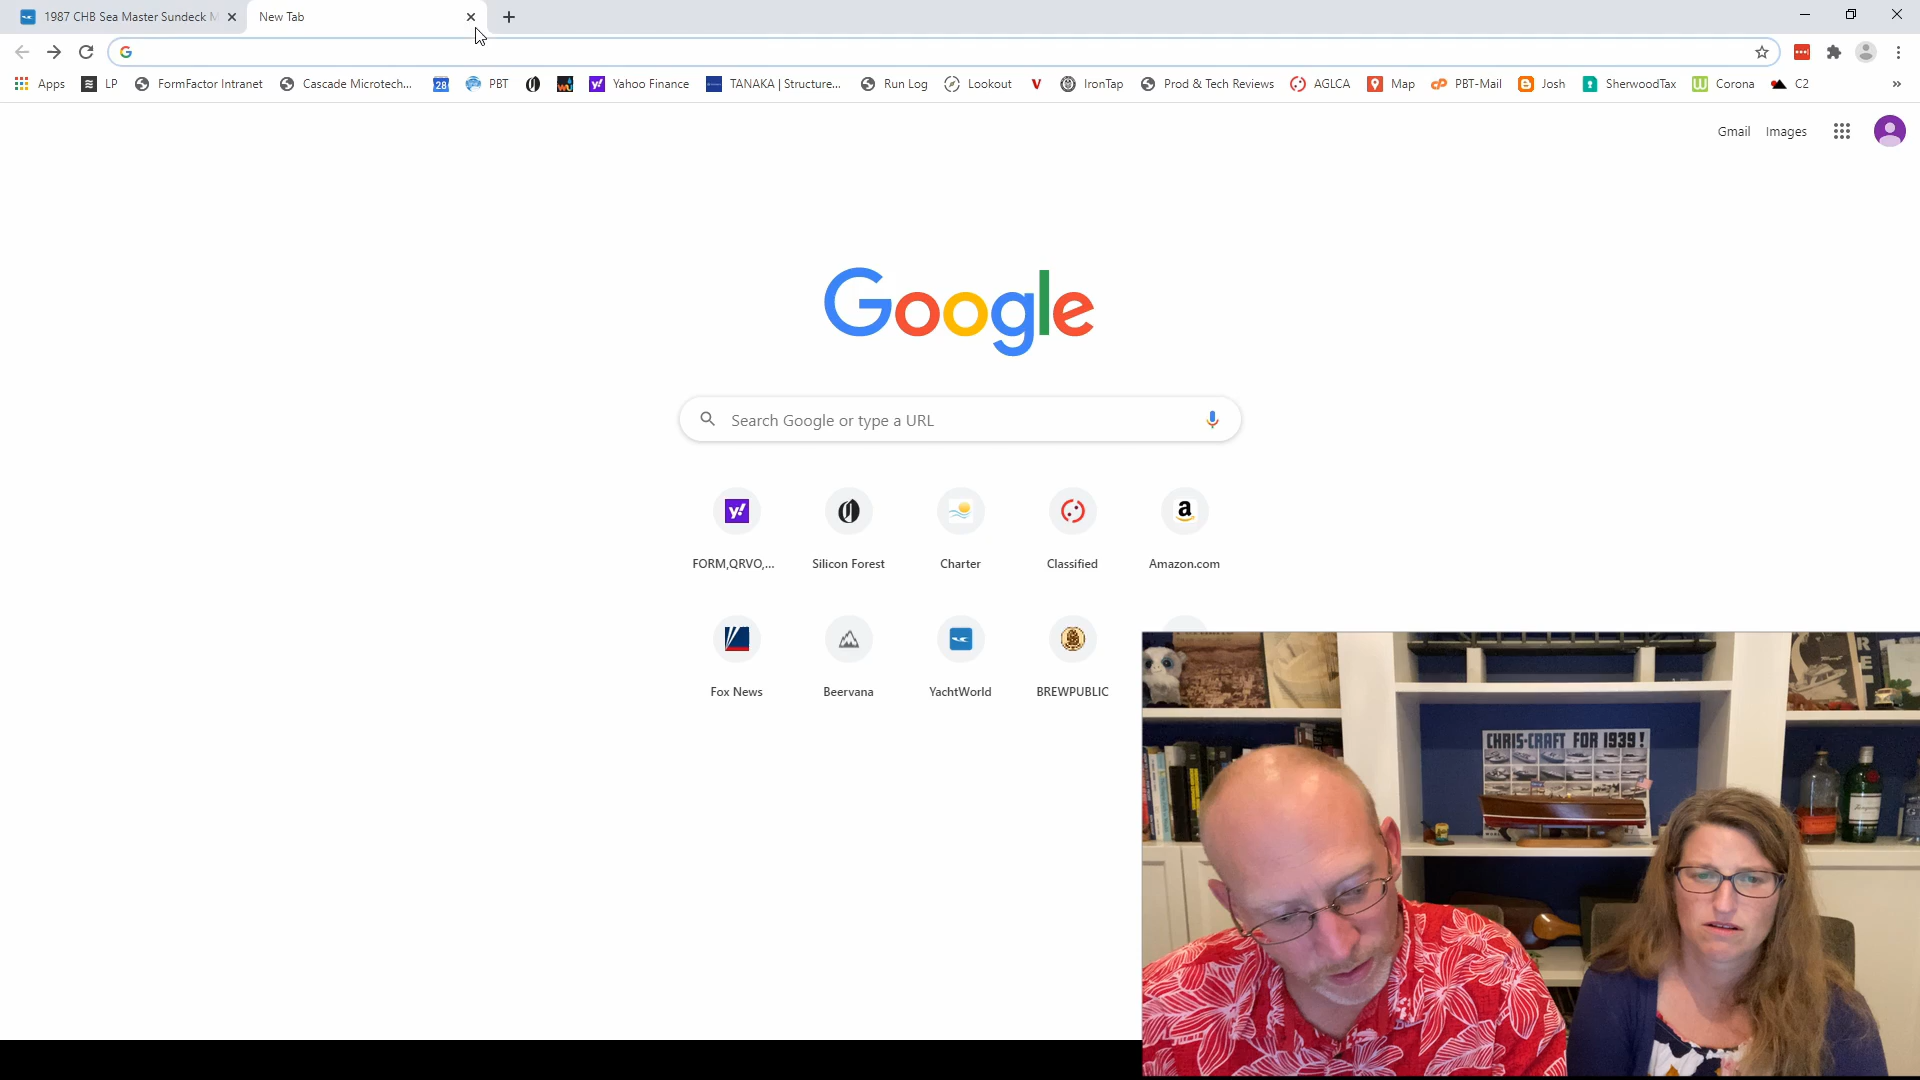 1987 CHB Sea Master Sundeck M
New Tab
Apps LP FormFactor Intranet Cascade Microtech... 28 PBT Yahoo Finance TANAKA | Structure... Run Log Lookout V IronTap Prod & Tech Reviews AGLCA Map PBT-Mail Josh SherwoodTax Corona C2 »
Gmail Images
Google
Search Google or type a URL
FORM,QRVO,... Silicon Forest Charter Classified Amazon.com
Fox News Beervana YachtWorld BREWPUBLIC
CHRIS-CRAFT FOR 1939!